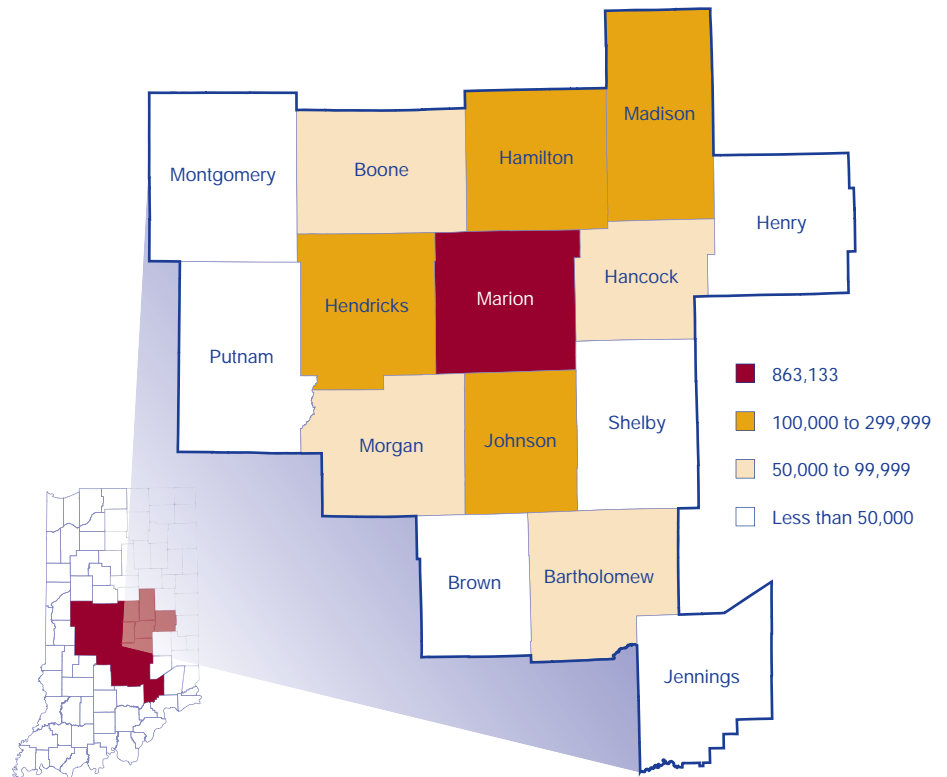 Madison
Hamilton
Boone
Montgomery
Henry
Hancock
Marion
Hendricks
Putnam
863,133
100,000 to 299,999
50,000 to 99,999
Less than 50,000
Shelby
Johnson
Morgan
Bartholomew
Brown
Jennings